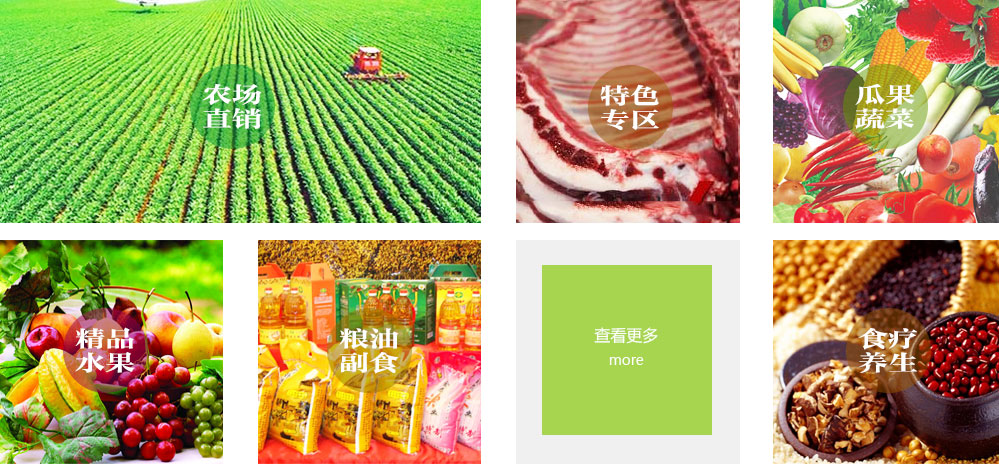 农场
直销
特色
专区
瓜果
蔬菜
精品
水果
粮油
副食
查看更多
more
食疗
养生